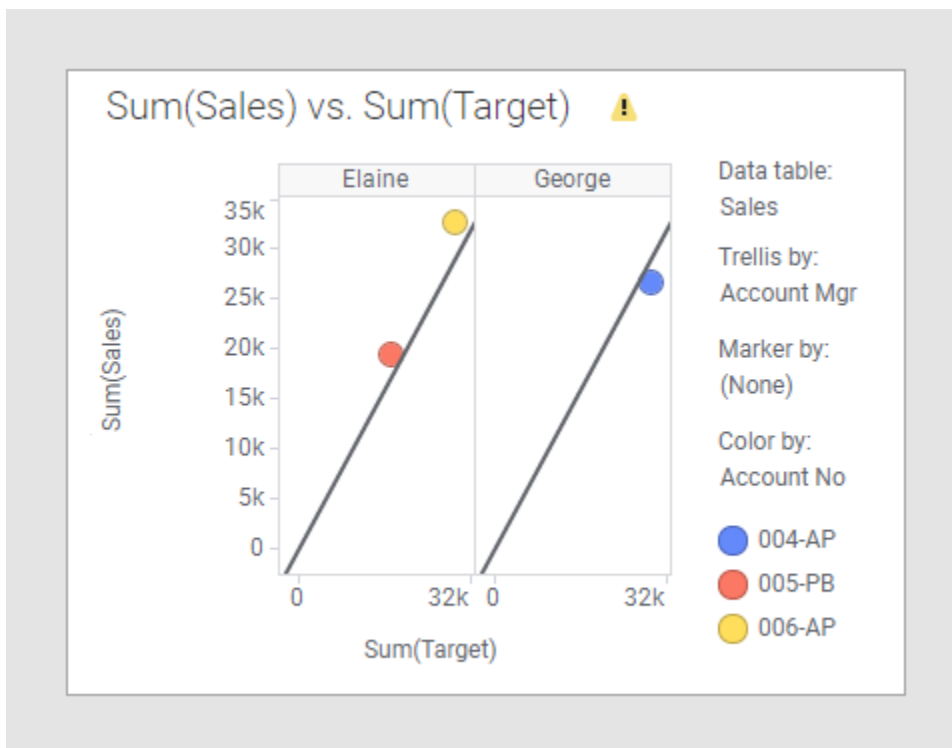 Sum(Sales) vs. Sum(Target)
Elaine
George
35k
30k
25k
20k
15k
10k
5k
0
Sum(Sales)
0
32k
0
32k
Sum(Target)
Data table:
Sales
Trellis by:
Account Mgr
Marker by:
(None)
Color by:
Account No
004-AP
005-PB
006-AP